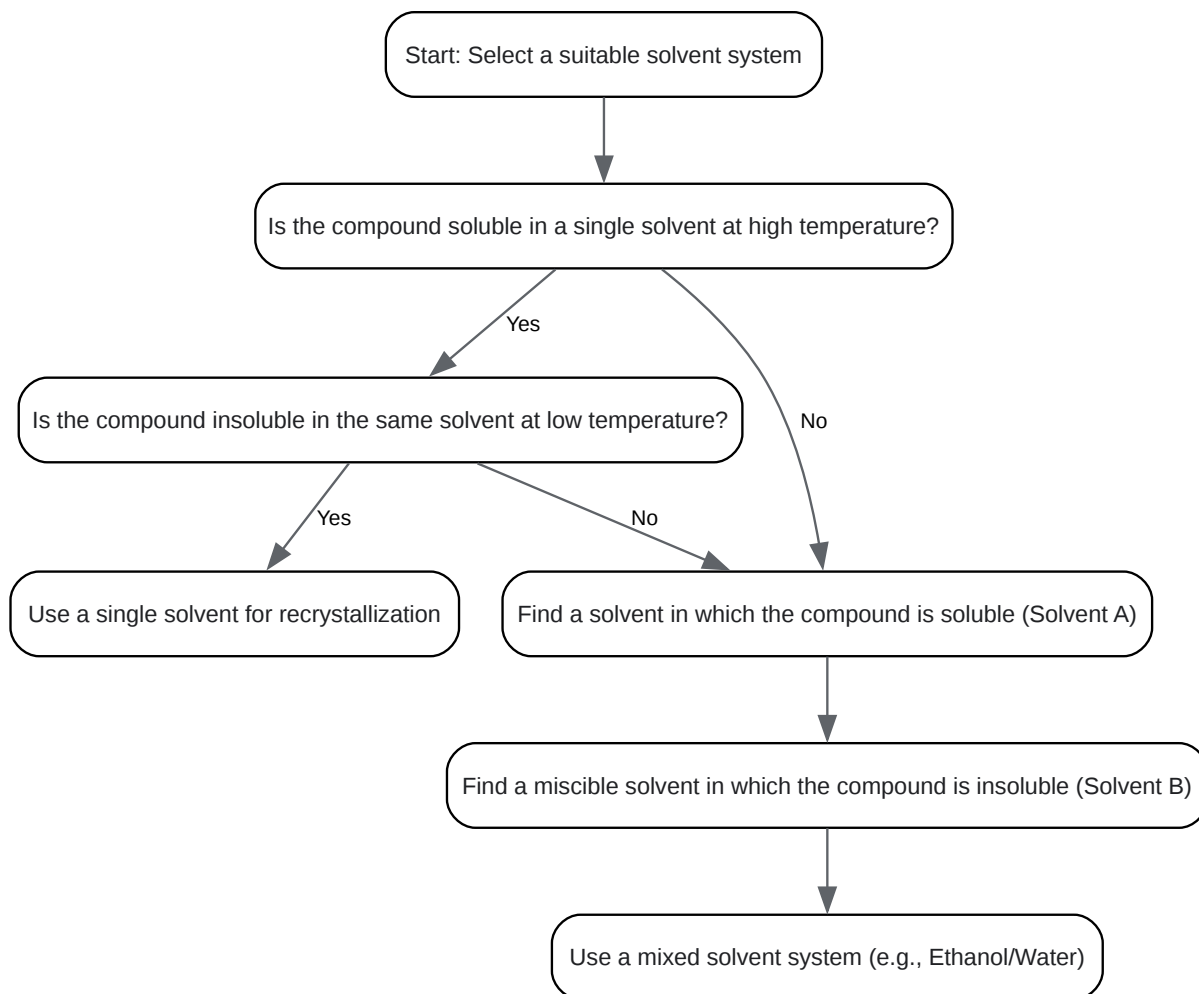 Start: Select a suitable solvent system
Is the compound soluble in a single solvent at high temperature?
Yes
Is the compound insoluble in the same solvent at low temperature?
No
Yes
No
Use a single solvent for recrystallization
Find a solvent in which the compound is soluble (Solvent A)
Find a miscible solvent in which the compound is insoluble (Solvent B)
Use a mixed solvent system (e.g., Ethanol/Water)